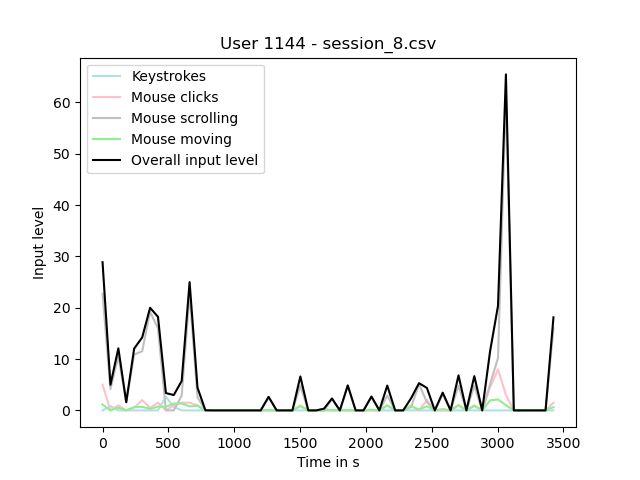 User 1144 - session_8.csv
Keystrokes
Mouse clicks
Mouse scrolling
Mouse moving
Overall input level
Input level
60
50
40
30
20
10
0
0 500 1000 1500 2000 2500 3000 3500
Time in s